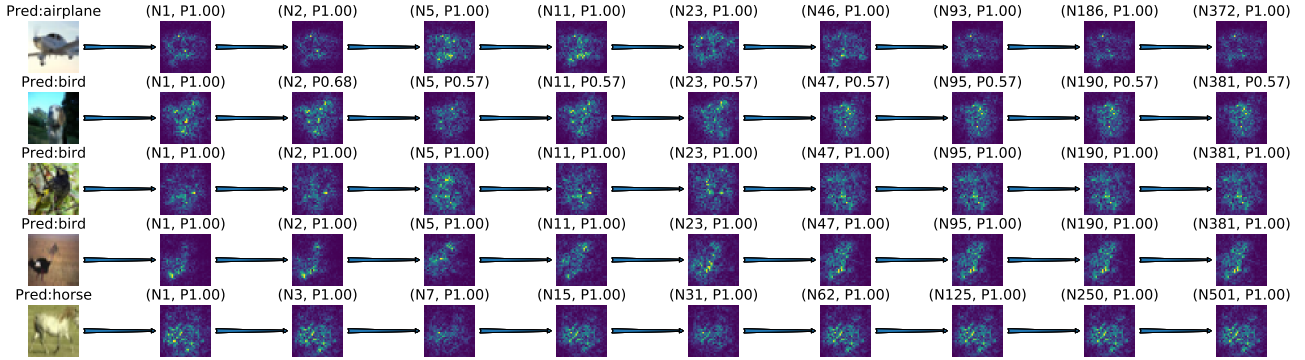 Pred:airplane (N1, P1.00) (N2, P1.00) (N5, P1.00) (N11, P1.00) (N23, P1.00) (N46, P1.00) (N93, P1.00) (N186, P1.00) (N372, P1.00)
Pred:bird (N1, P1.00) (N2, P0.68) (N5, P0.57) (N11, P0.57) (N23, P0.57) (N47, P0.57) (N95, P0.57) (N190, P0.57) (N381, P0.57)
Pred:bird (N1, P1.00) (N2, P1.00) (N5, P1.00) (N11, P1.00) (N23, P1.00) (N47, P1.00) (N95, P1.00) (N190, P1.00) (N381, P1.00)
Pred:bird (N1, P1.00) (N2, P1.00) (N5, P1.00) (N11, P1.00) (N23, P1.00) (N47, P1.00) (N95, P1.00) (N190, P1.00) (N381, P1.00)
Pred:horse (N1, P1.00) (N3, P1.00) (N7, P1.00) (N15, P1.00) (N31, P1.00) (N62, P1.00) (N125, P1.00) (N250, P1.00) (N501, P1.00)